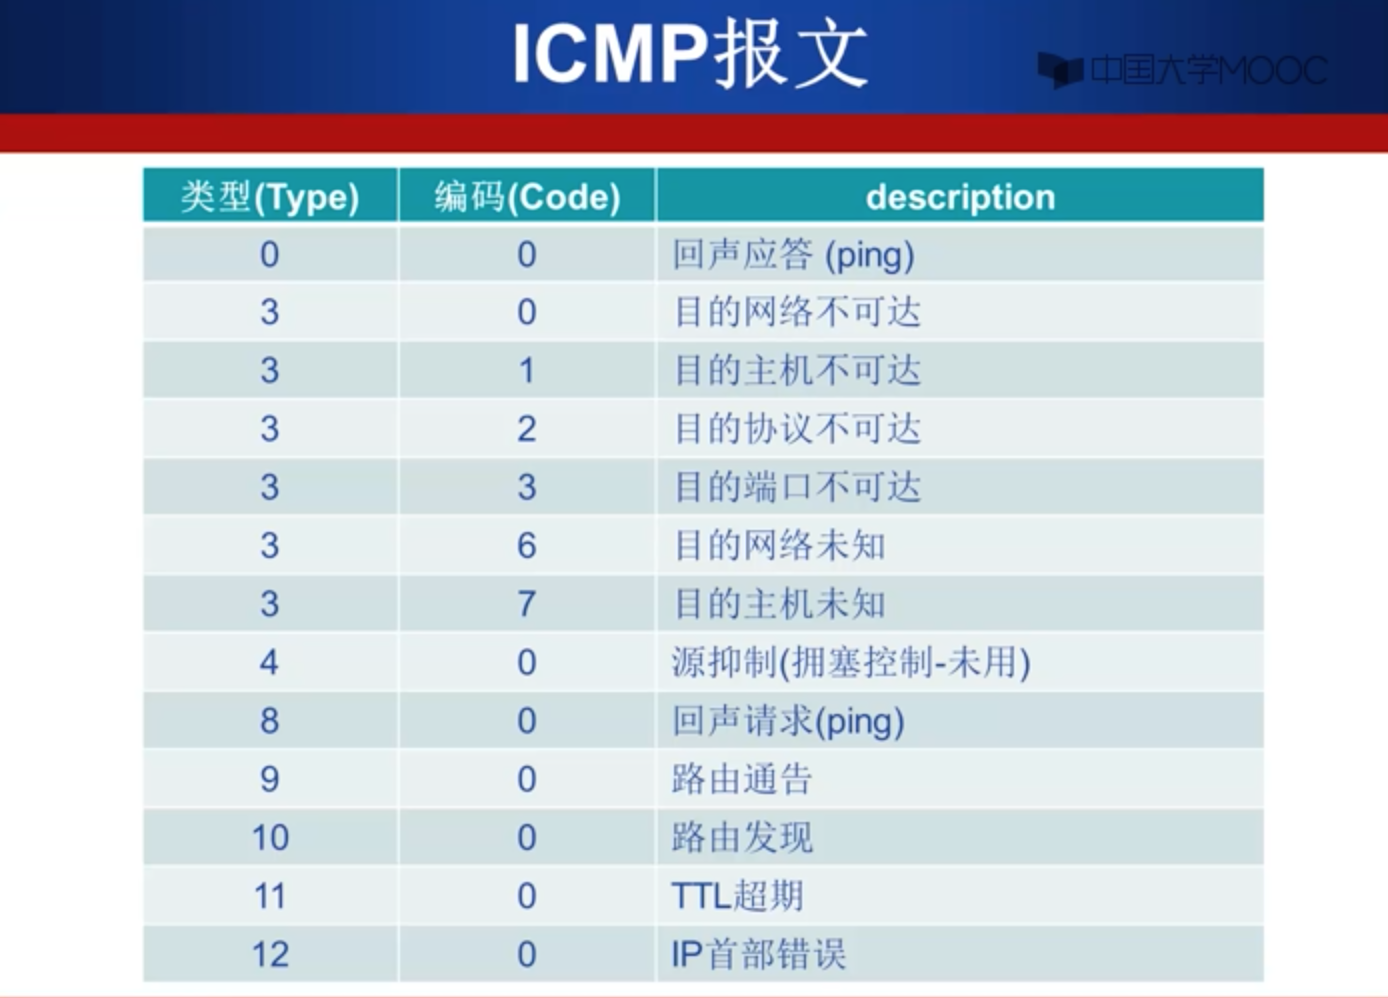 ICMP报文
中国大学MOOC
类型(Type) 编码(Code) description
0 0 回声应答 (ping)
3 0 目的网络不可达
3 1 目的主机不可达
3 2 目的协议不可达
3 3 目的端口不可达
3 6 目的网络未知
3 7 目的主机未知
4 0 源抑制(拥塞控制-未用)
8 0 回声请求(ping)
9 0 路由通告
10 0 路由发现
11 0 TTL超期
12 0 IP首部错误